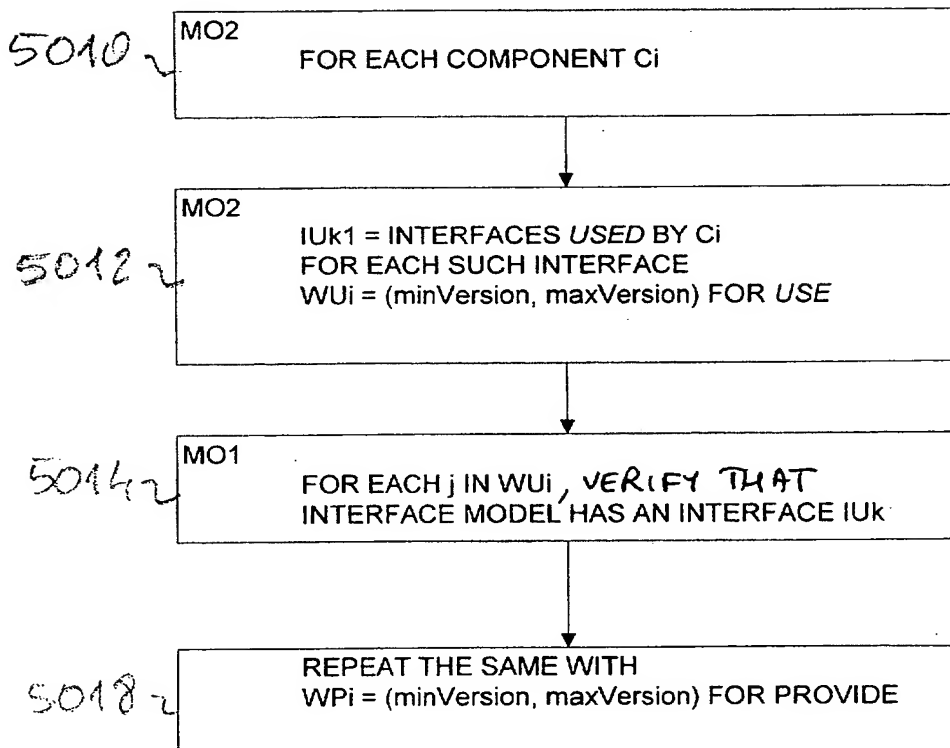 5010
MO2
FOR EACH COMPONENT Ci
5012
MO2
IUk1 = INTERFACES USED BY Ci
FOR EACH SUCH INTERFACE
WUi = (minVersion, maxVersion) FOR USE
5014
MO1
FOR EACH j IN WUi, VERIFY THAT
INTERFACE MODEL HAS AN INTERFACE IUk
5018
REPEAT THE SAME WITH
WPi = (minVersion, maxVersion) FOR PROVIDE